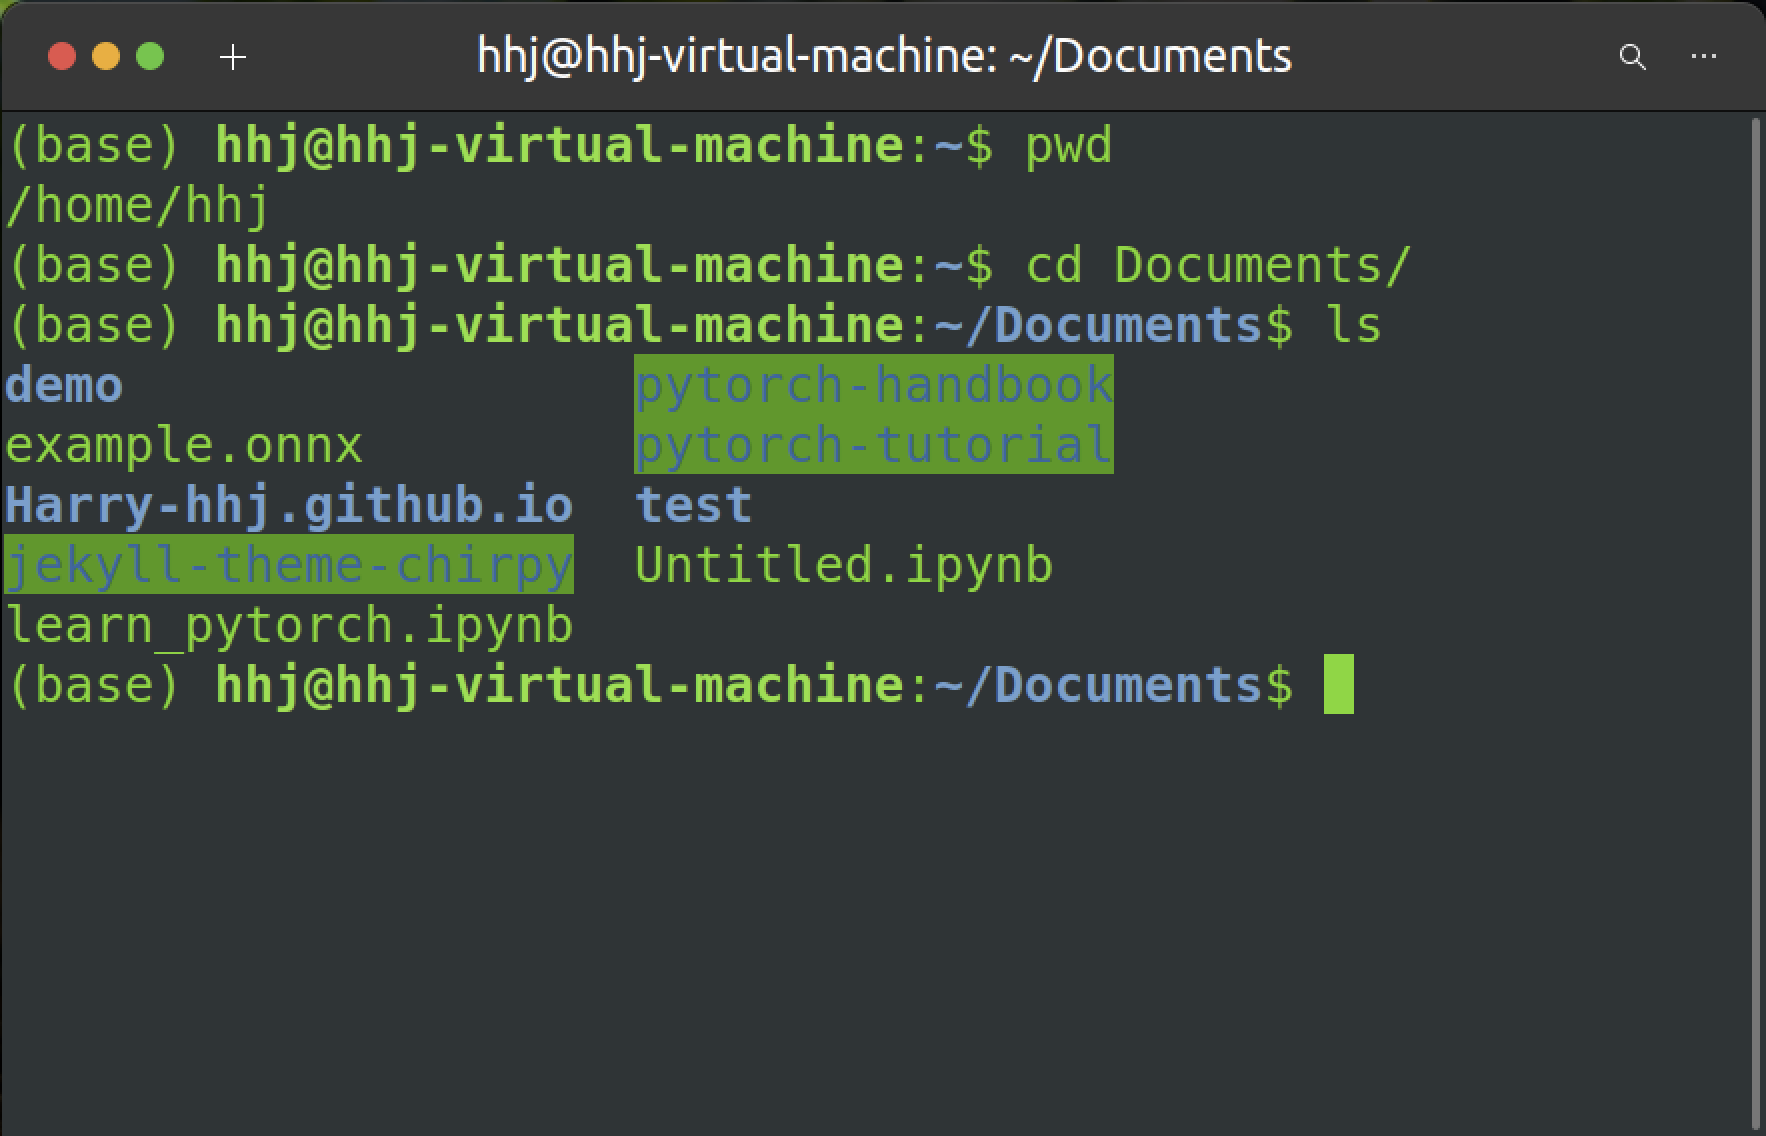 hhj@hhj-virtual-machine: ~/Documents
(base) hhj@hhj-virtual-machine:~$ pwd
/home/hhj
(base) hhj@hhj-virtual-machine:~$ cd Documents/
(base) hhj@hhj-virtual-machine:~/Documents$ ls
demo                 pytorch-handbook
example.onnx         pytorch-tutorial
Harry-hhj.github.io  test
jekyll-theme-chirpy  Untitled.ipynb
learn_pytorch.ipynb
(base) hhj@hhj-virtual-machine:~/Documents$